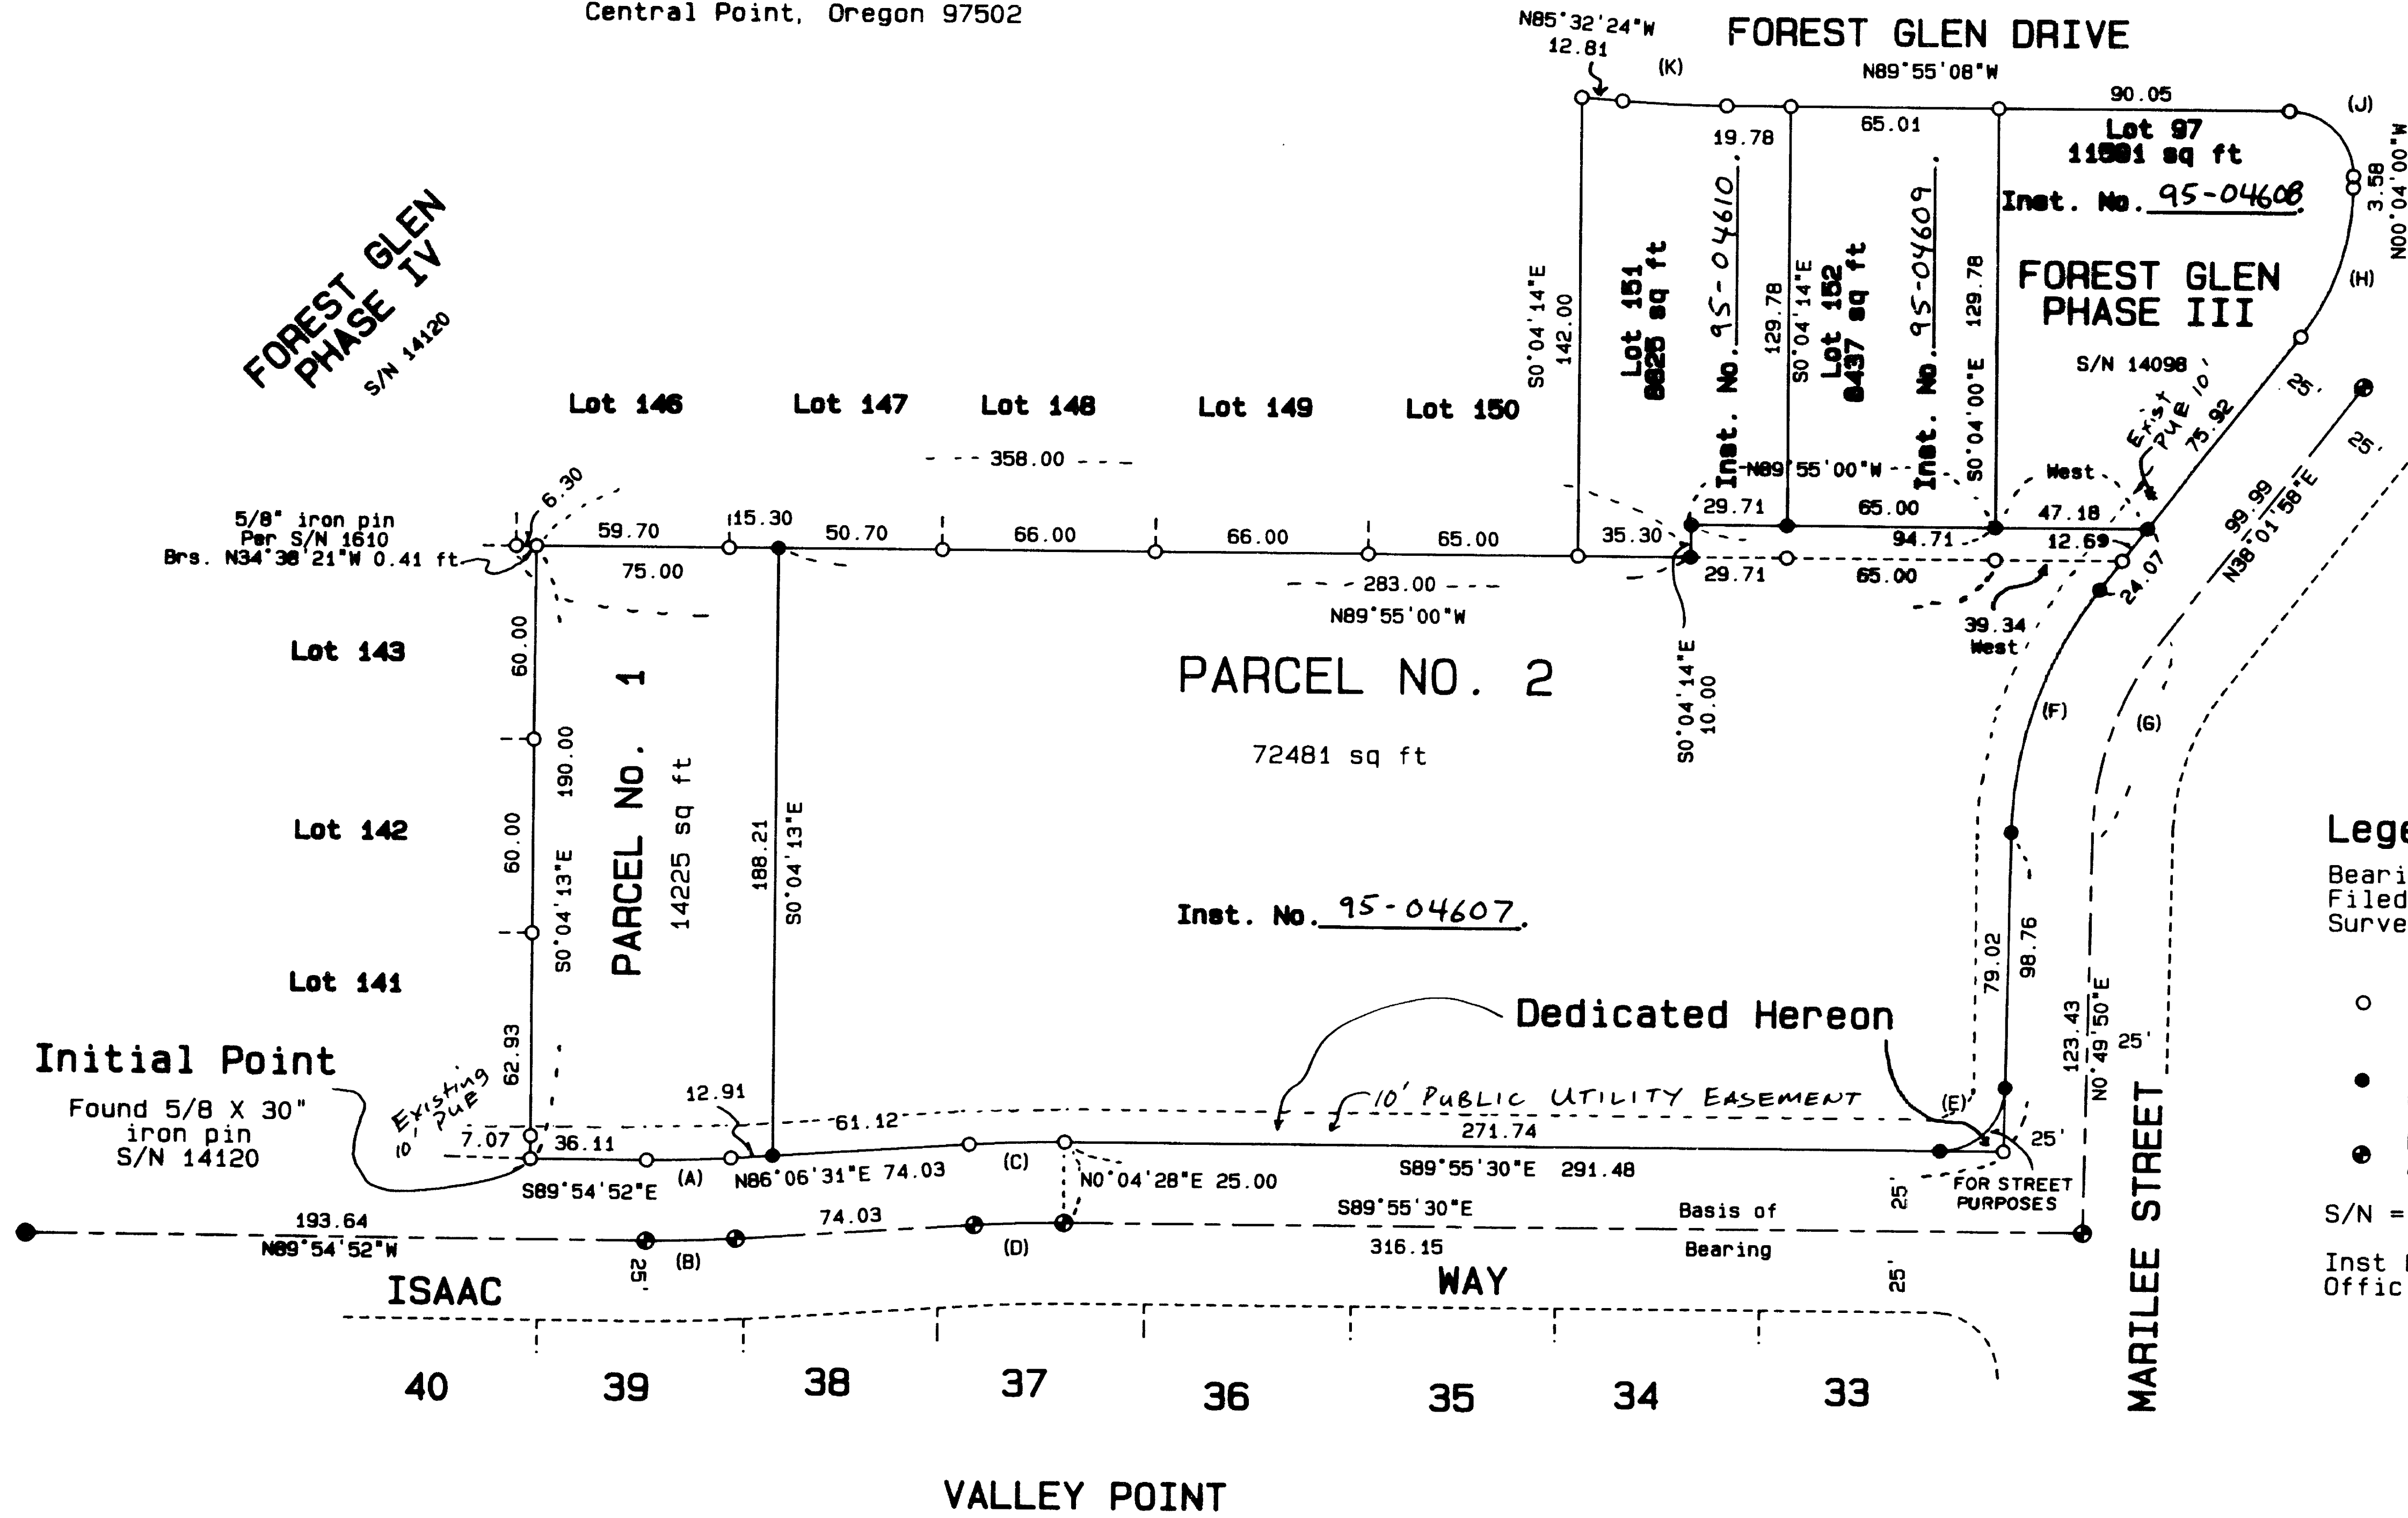 Central Point, Oregon 97502
N85°32'24"W
12.81
(K)
FOREST GLEN DRIVE
N89°55'08"W
90.05
(J)
19.78
65.01
Lot 97
sq ft
Inst. No. 95-04608
3.58
N00°04'00"W
(H)
FOREST GLEN
PHASE III
S/N 14098
FOREST GLEN
PHASE IV
S/N 14120
S0°04'14"E
142.00
Lot 151
sq ft
Inst. No. 95-04610
129.78
S0°04'14"E
Lot 152
8437 sq ft
Inst. No. 95-04609
S0°04'00"E 129.78
Exist
PUE 10'
75.92
25'
25'
99.99
N38°01'58"E
Lot 146
Lot 147
Lot 148
Lot 149
Lot 150
358.00
N89°55'00"W
West
6.30
5/8" iron pin
Per S/N 1610
Brs. N34°38'21"W 0.41 ft
59.70
15.30
50.70
66.00
66.00
65.00
35.30
29.71
65.00
47.18
75.00
94.71
12.69
29.71
65.00
24.07
283.00
N89°55'00"W
39.34
West
S0°04'14"E
10.00
60.00
Lot 143
PARCEL No. 1
14225 sq ft
190.00
S0°04'13"E
188.21
S0°04'13"E
PARCEL NO. 2
72481 sq ft
(F)
(G)
Lot 142
60.00
Inst. No. 95-04607.
Lot 141
62.93
79.02
98.76
123.43
N0°49'50"E
25'
Dedicated Hereon
Initial Point
Found 5/8 X 30"
iron pin
S/N 14120
Existing
10' PUE
7.07
36.11
12.91
61.12
10' PUBLIC UTILITY EASEMENT
(E)
271.74
25'
S89°54'52"E
(A)
N86°06'31"E 74.03
(C)
N0°04'28"E 25.00
S89°55'30"E 291.48
FOR STREET
PURPOSES
25'
193.64
N89°54'52"W
25'
(B)
74.03
(D)
S89°55'30"E
316.15
Basis of
Bearing
25'
ISAAC
WAY
MARILEE STREET
40
39
38
37
36
35
34
33
VALLEY POINT
Lege
Beari
Filed
Surve
S/N =
Inst
Offic